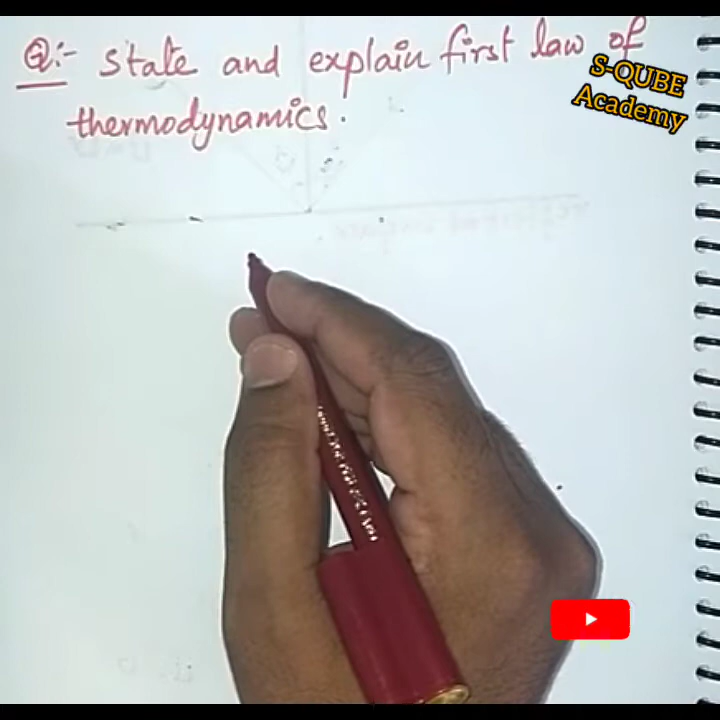 Q:- State and explain first law of
thermodynamics.
S-QUBE
Academy